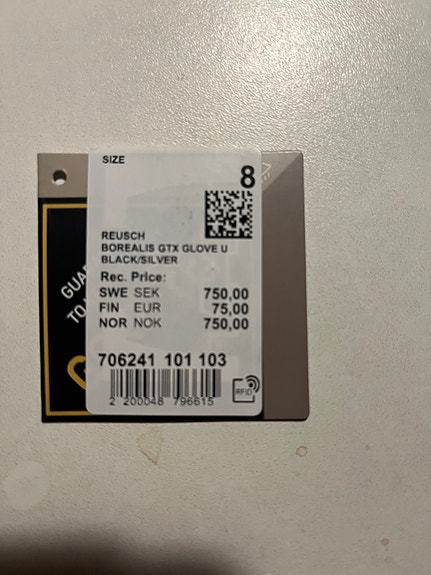 SIZE
8
REUSCH
BOREALIS GTX GLOVE U
BLACK/SILVER
Rec. Price:
SWE SEK 750,00
FIN EUR 75,00
NOR NOK 750,00
706241 101 103
2 200048 796615
RFID
TO